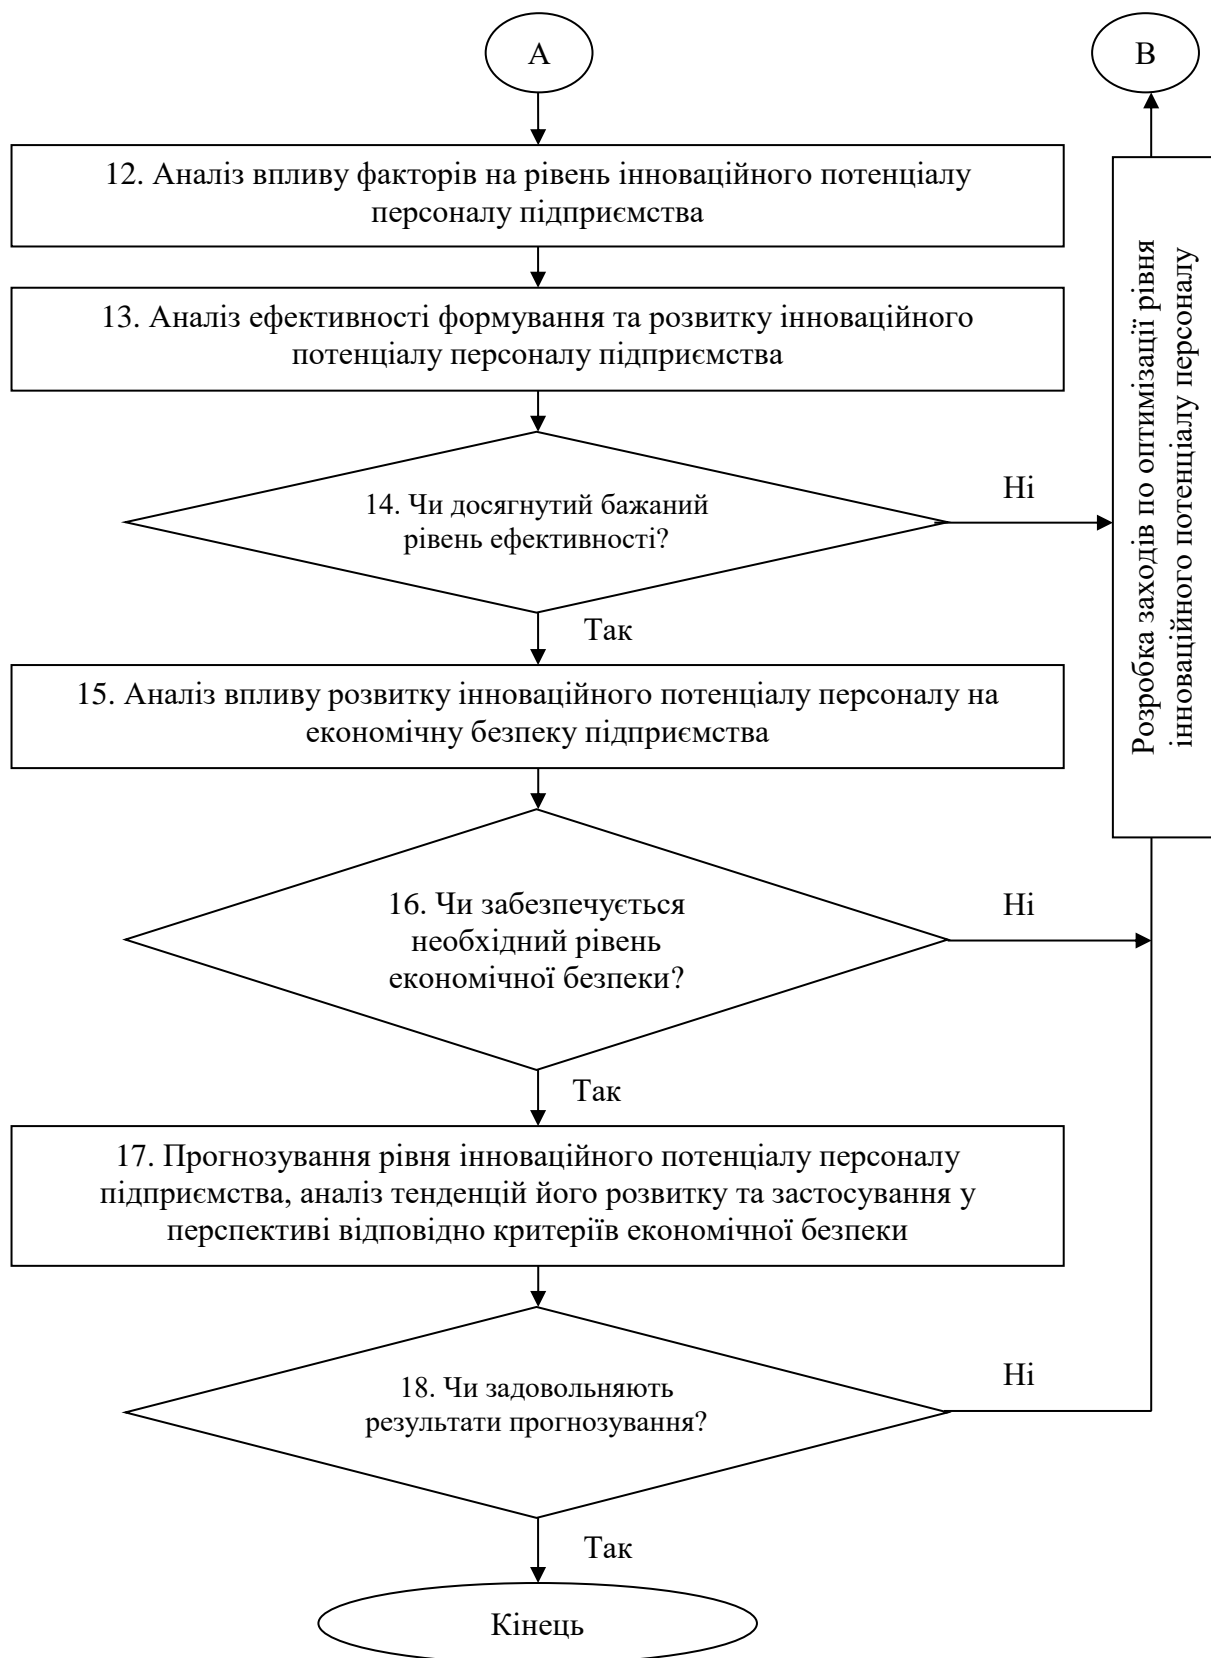 А
В
12. Аналіз впливу факторів на рівень інноваційного потенціалу
персоналу підприємства
13. Аналіз ефективності формування та розвитку інноваційного
потенціалу персоналу підприємства
14. Чи досягнутий бажаний
рівень ефективності?
Ні
Розробка заходів по оптимізації рівня
інноваційного потенціалу персоналу
Так
15. Аналіз впливу розвитку інноваційного потенціалу персоналу на
економічну безпеку підприємства
16. Чи забезпечується
необхідний рівень
економічної безпеки?
Ні
Так
17. Прогнозування рівня інноваційного потенціалу персоналу
підприємства, аналіз тенденцій його розвитку та застосування у
перспективі відповідно критеріїв економічної безпеки
18. Чи задовольняють
результати прогнозування?
Ні
Так
Кінець